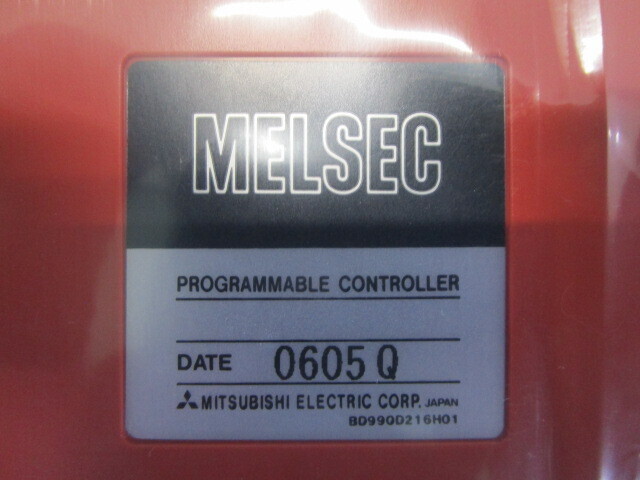 MELSEC
PROGRAMMABLE CONTROLLER
DATE 0605 Q
MITSUBISHI ELECTRIC CORP. JAPAN
BD990D216H01